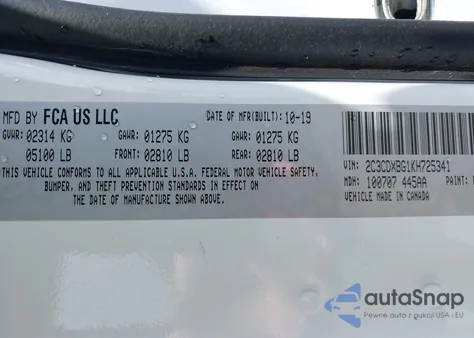 MFD BY FCA US LLC DATE OF MFR(BUILT): 10-19
GVWR: 02314 KG GAWR: 01275 KG GAWR: 01275 KG
05100 LB FRONT: 02810 LB REAR: 02810 LB
THIS VEHICLE CONFORMS TO ALL APPLICABLE U.S.A. FEDERAL MOTOR VEHICLE SAFETY,
BUMPER, AND THEFT PREVENTION STANDARDS IN EFFECT ON
THE DATE OF MANUFACTURE SHOWN ABOVE.
VIN: 2C3CDXBG1KH725341
MDH: 100707 445AA PAINT:
VEHICLE MADE IN CANADA
autoSnap
Pewne auto z aukcji USA - EU